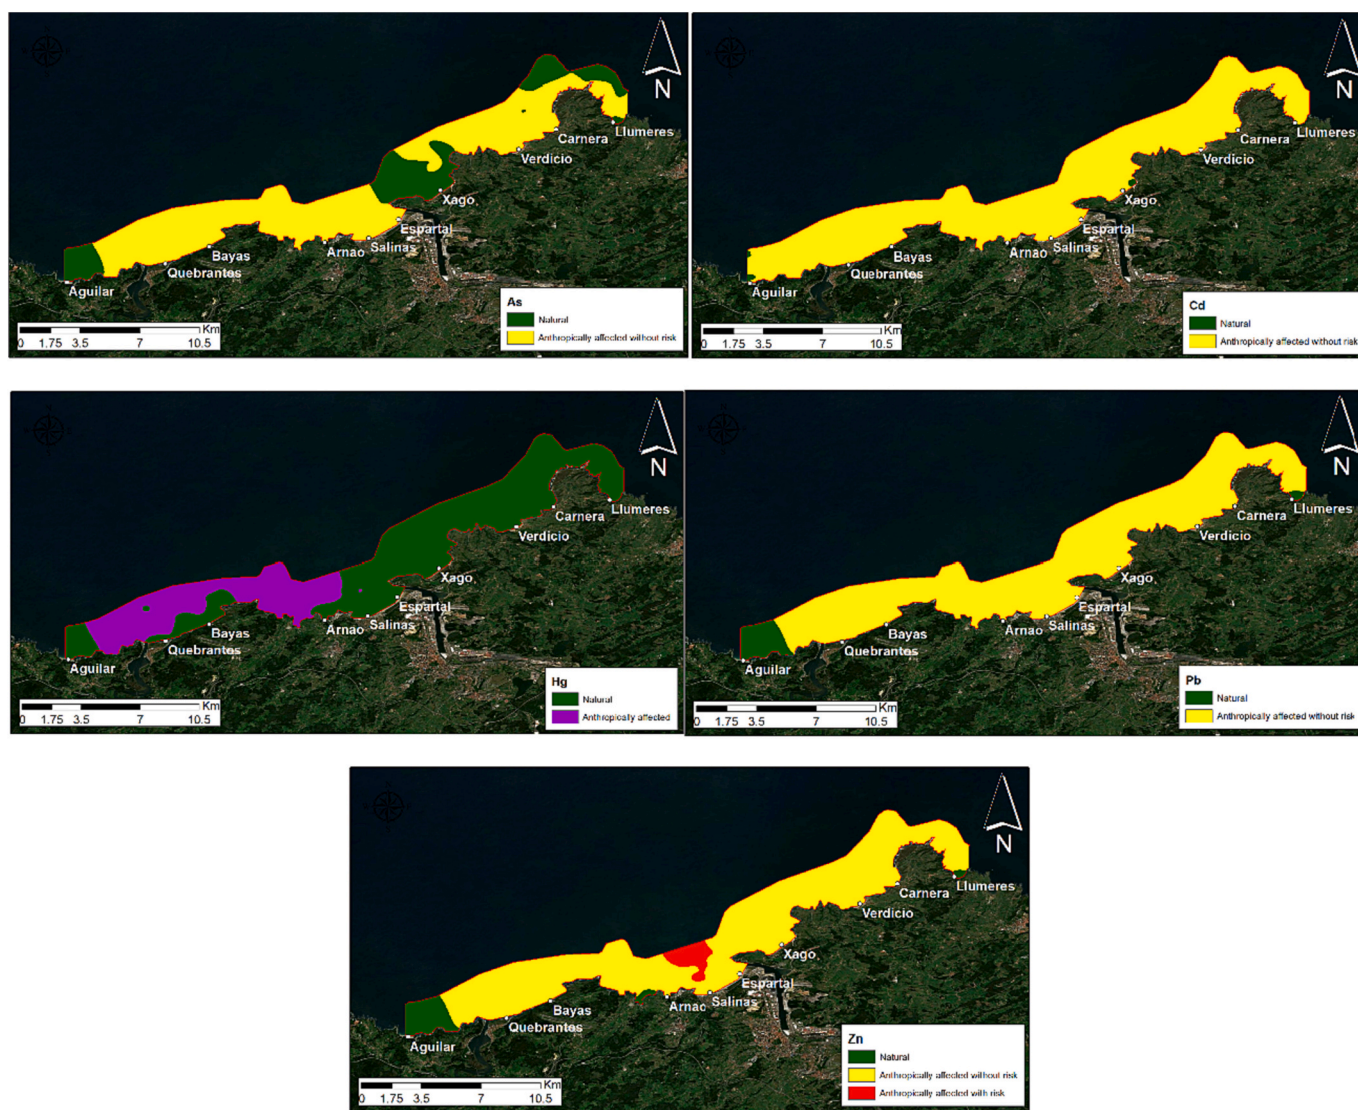 N
Llumeres
Carnera
Verdicio
Xago
Espartal
Salinas
Arnao
Bayas
Quebrantos
Aguilar
As
Natural
Anthropically affected without risk
Km
0 1.75 3.5 7 10.5
N
Llumeres
Carnera
Verdicio
Xago
Espartal
Salinas
Arnao
Bayas
Quebrantos
Aguilar
Cd
Natural
Anthropically affected without risk
Km
0 1.75 3.5 7 10.5
N
Llumeres
Carnera
Verdicio
Xago
Espartal
Salinas
Arnao
Bayas
Quebrantos
Aguilar
Hg
Natural
Anthropically affected
Km
0 1.75 3.5 7 10.5
N
Llumeres
Carnera
Verdicio
Xago
Espartal
Salinas
Arnao
Bayas
Quebrantos
Aguilar
Pb
Natural
Anthropically affected without risk
Km
0 1.75 3.5 7 10.5
N
Llumeres
Carnera
Verdicio
Xago
Espartal
Salinas
Arnao
Bayas
Quebrantos
Aguilar
Zn
Natural
Anthropically affected without risk
Anthropically affected with risk
Km
0 1.75 3.5 7 10.5